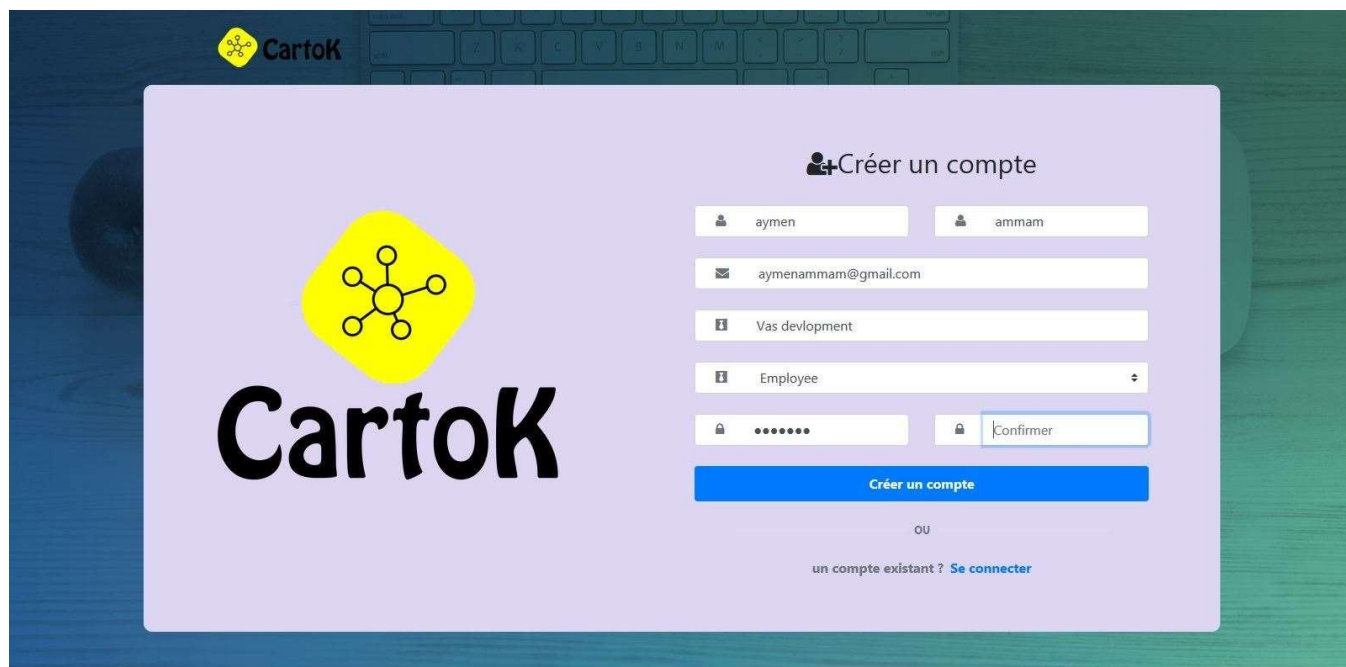 CartoK
Z X C V B N M
Créer un compte
aymen ammam
aymenammam@gmail.com
Vas devlopment
Employee
••••••• Confirmer
CartoK
Créer un compte
OU
un compte existant ? Se connecter